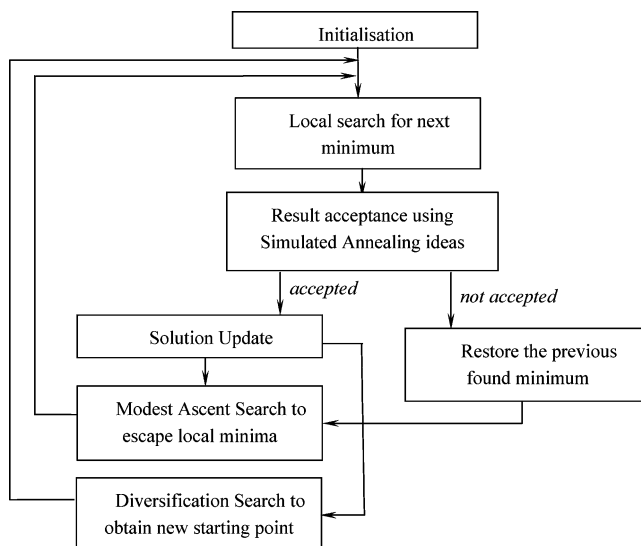 Initialisation
Local search for next
minimum
Result acceptance using
Simulated Annealing ideas
accepted
not accepted
Solution Update
Restore the previous
found minimum
Modest Ascent Search to
escape local minima
Diversification Search to
obtain new starting point